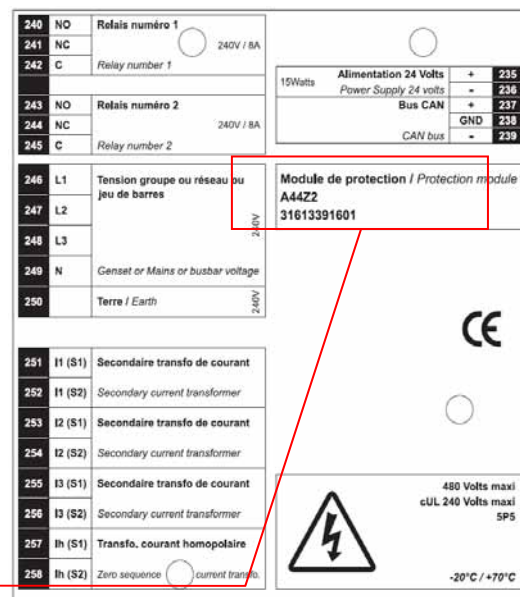 240 NO Relais numéro 1
241 NC 240V / 8A
242 C Relay number 1
243 NO Relais numéro 2
244 NC 240V / 8A
245 C Relay number 2
246 L1 Tension groupe ou réseau ou
jeu de barres
247 L2
248 L3
240V
249 N Genset or Mains or busbar voltage
250 Terre / Earth 240V
251 I1 (S1) Secondaire transfo de courant
252 I1 (S2) Secondary current transformer
253 I2 (S1) Secondaire transfo de courant
254 I2 (S2) Secondary current transformer
255 I3 (S1) Secondaire transfo de courant
256 I3 (S2) Secondary current transformer
257 Ih (S1) Transfo. courant homopolaire
258 Ih (S2) Zero sequence current transfo.
15Watts
Alimentation 24 Volts + 235
Power Supply 24 volts - 236
Bus CAN + 237
GND 238
CAN bus - 239
Module de protection / Protection module
A44Z2
31613391601
CE
480 Volts maxi
cUL 240 Volts maxi
5P5
-20°C / +70°C